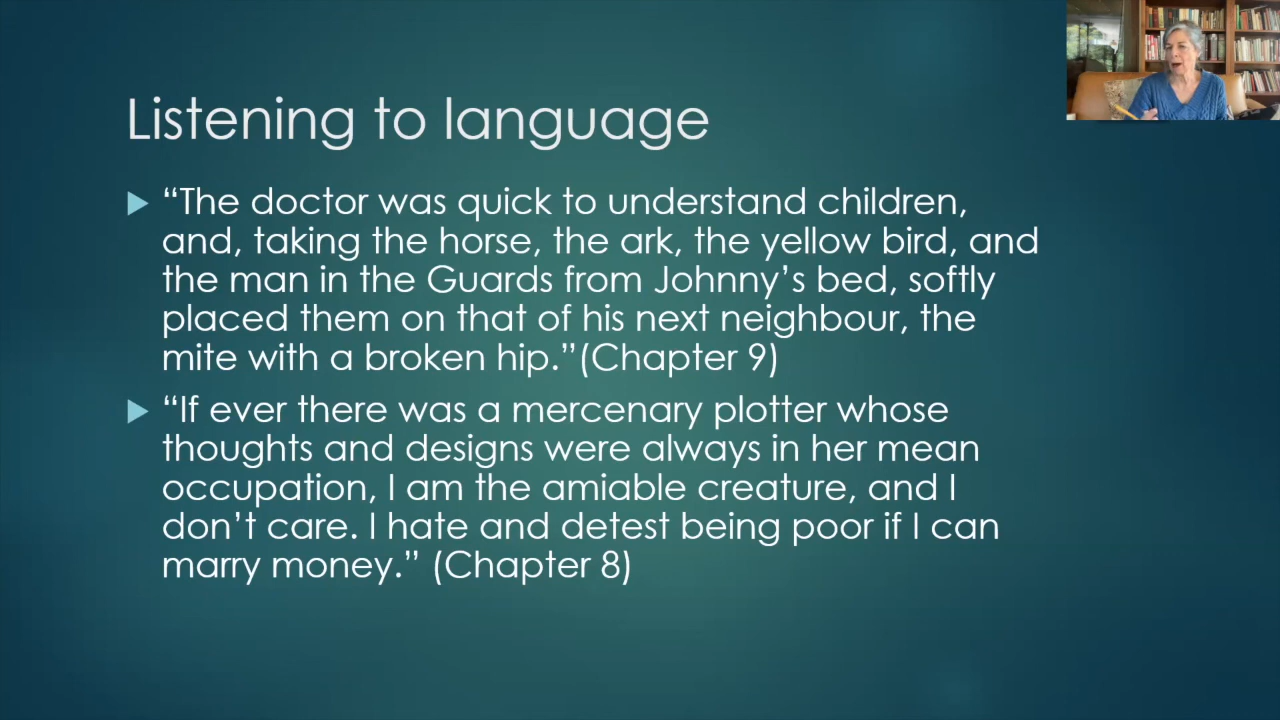 Listening to language
“The doctor was quick to understand children,
and, taking the horse, the ark, the yellow bird, and
the man in the Guards from Johnny’s bed, softly
placed them on that of his next neighbour, the
mite with a broken hip.”(Chapter 9)
“If ever there was a mercenary plotter whose
thoughts and designs were always in her mean
occupation, I am the amiable creature, and I
don’t care. I hate and detest being poor if I can
marry money.” (Chapter 8)